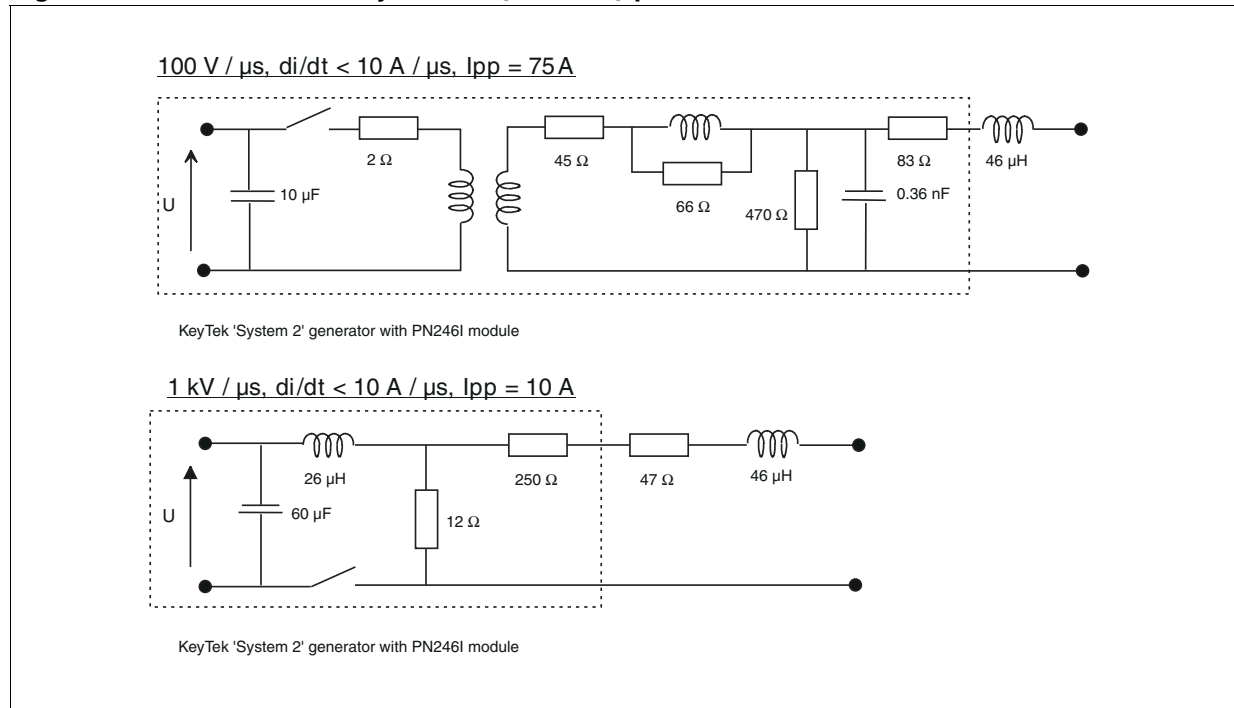 100 V / µs, di/dt < 10 A / µs, Ipp = 75 A
2 Ω
45 Ω
83 Ω
46 µH
U
10 µF
66 Ω
470 Ω
0.36 nF
KeyTek 'System 2' generator with PN246I module
1 kV / µs, di/dt < 10 A / µs, Ipp = 10 A
26 µH
250 Ω
47 Ω
46 µH
U
60 µF
12 Ω
KeyTek 'System 2' generator with PN246I module